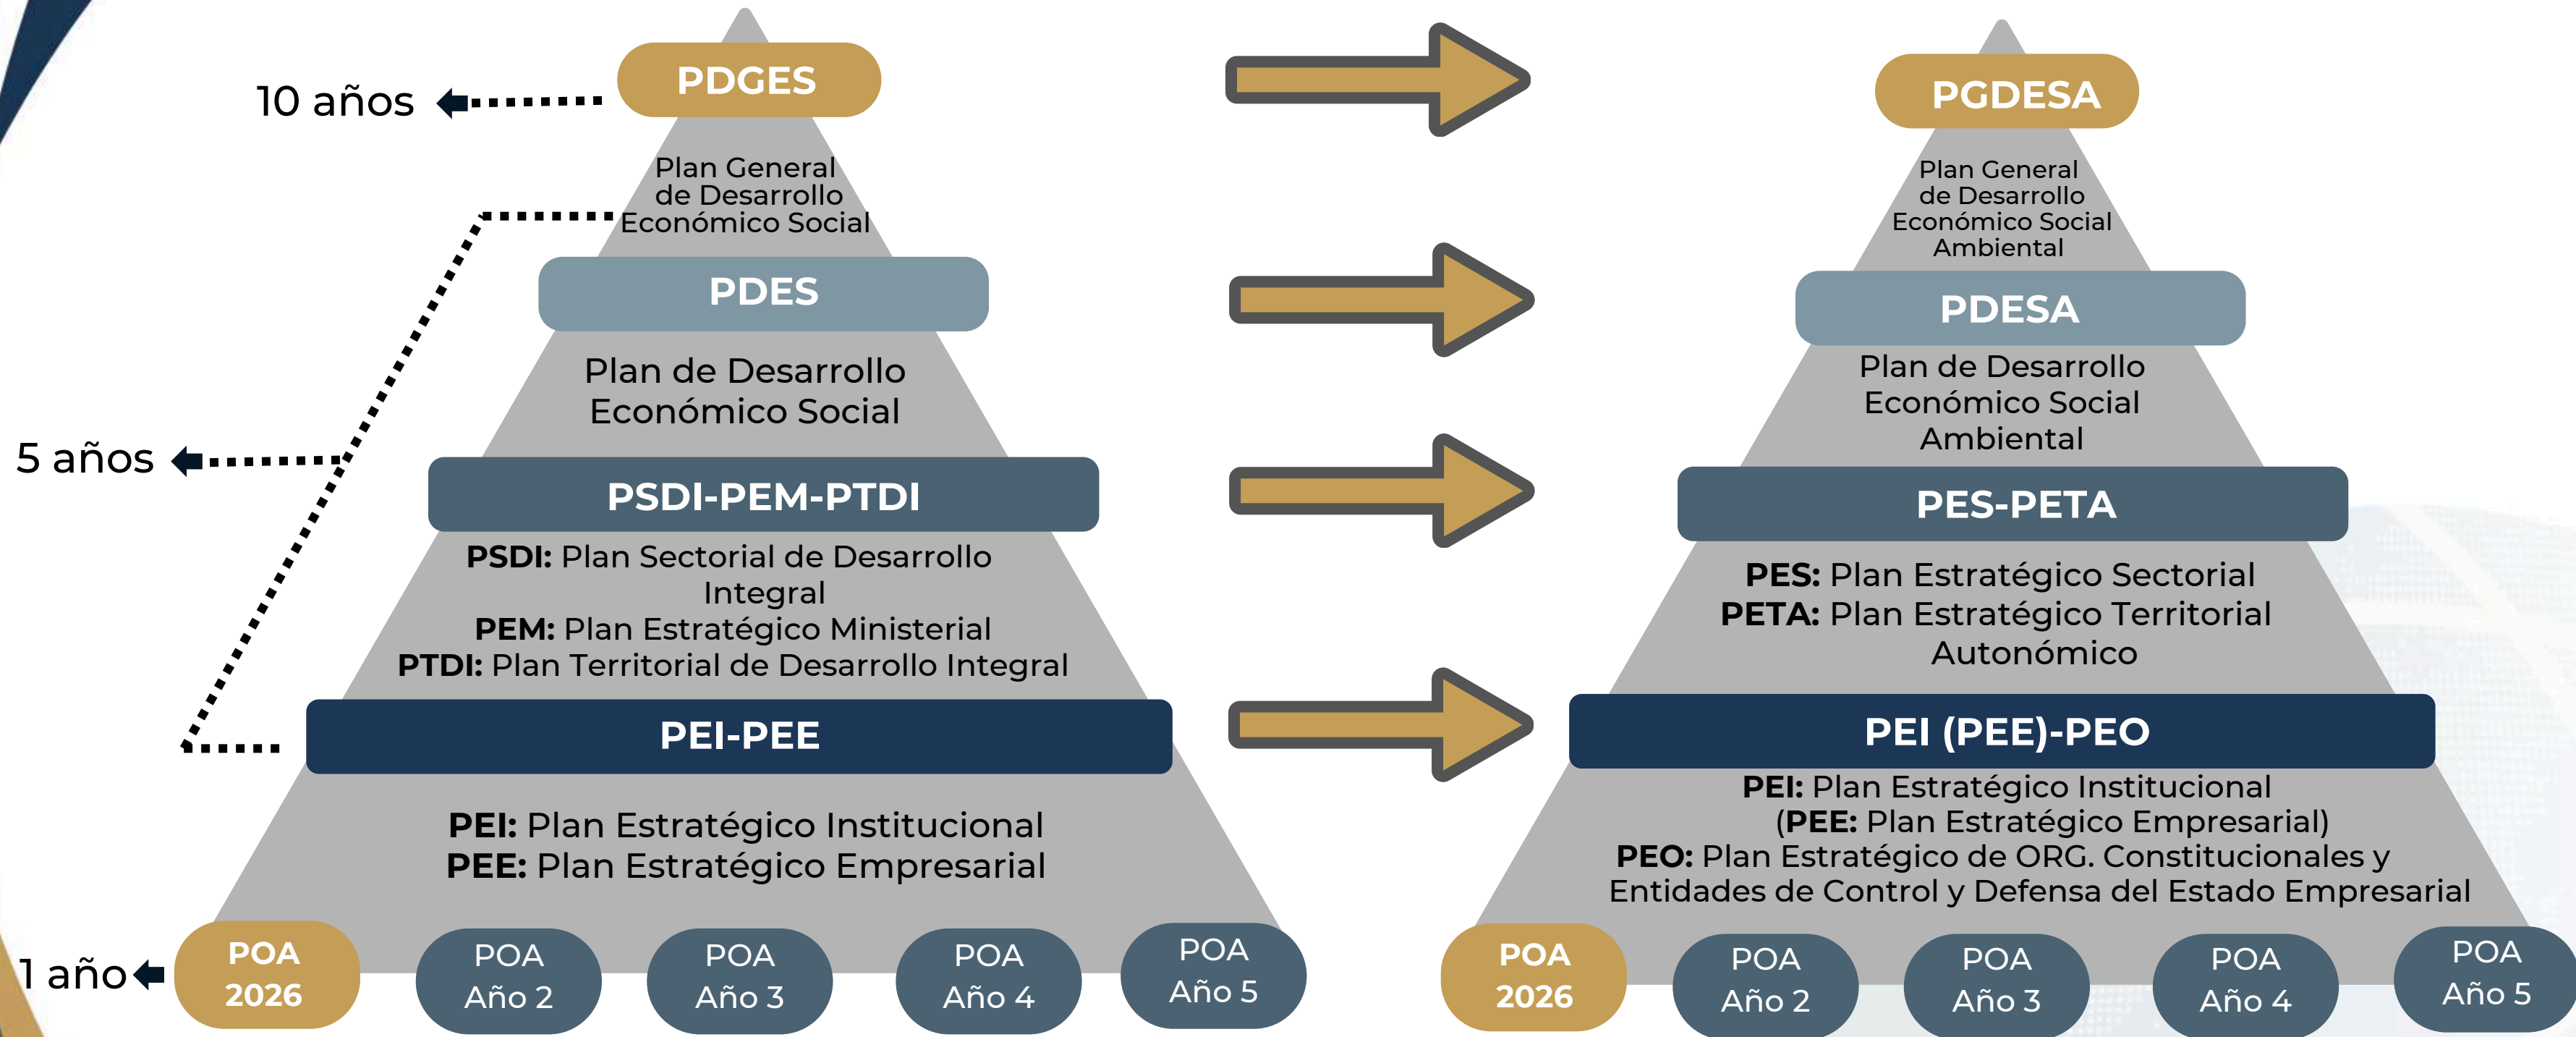 10 años
PDGES
Plan General
de Desarrollo
Económico Social
PDES
Plan de Desarrollo
Económico Social
5 años
PSDI-PEM-PTDI
PSDI: Plan Sectorial de Desarrollo
Integral
PEM: Plan Estratégico Ministerial
PTDI: Plan Territorial de Desarrollo Integral
PEI-PEE
PEI: Plan Estratégico Institucional
PEE: Plan Estratégico Empresarial
1 año
POA
2026
POA
Año 2
POA
Año 3
POA
Año 4
POA
Año 5
PGDESA
Plan General
de Desarrollo
Económico Social
Ambiental
PDESA
Plan de Desarrollo
Económico Social
Ambiental
PES-PETA
PES: Plan Estratégico Sectorial
PETA: Plan Estratégico Territorial
Autonómico
PEI (PEE)-PEO
PEI: Plan Estratégico Institucional
(PEE: Plan Estratégico Empresarial)
PEO: Plan Estratégico de ORG. Constitucionales y
Entidades de Control y Defensa del Estado Empresarial
POA
2026
POA
Año 2
POA
Año 3
POA
Año 4
POA
Año 5